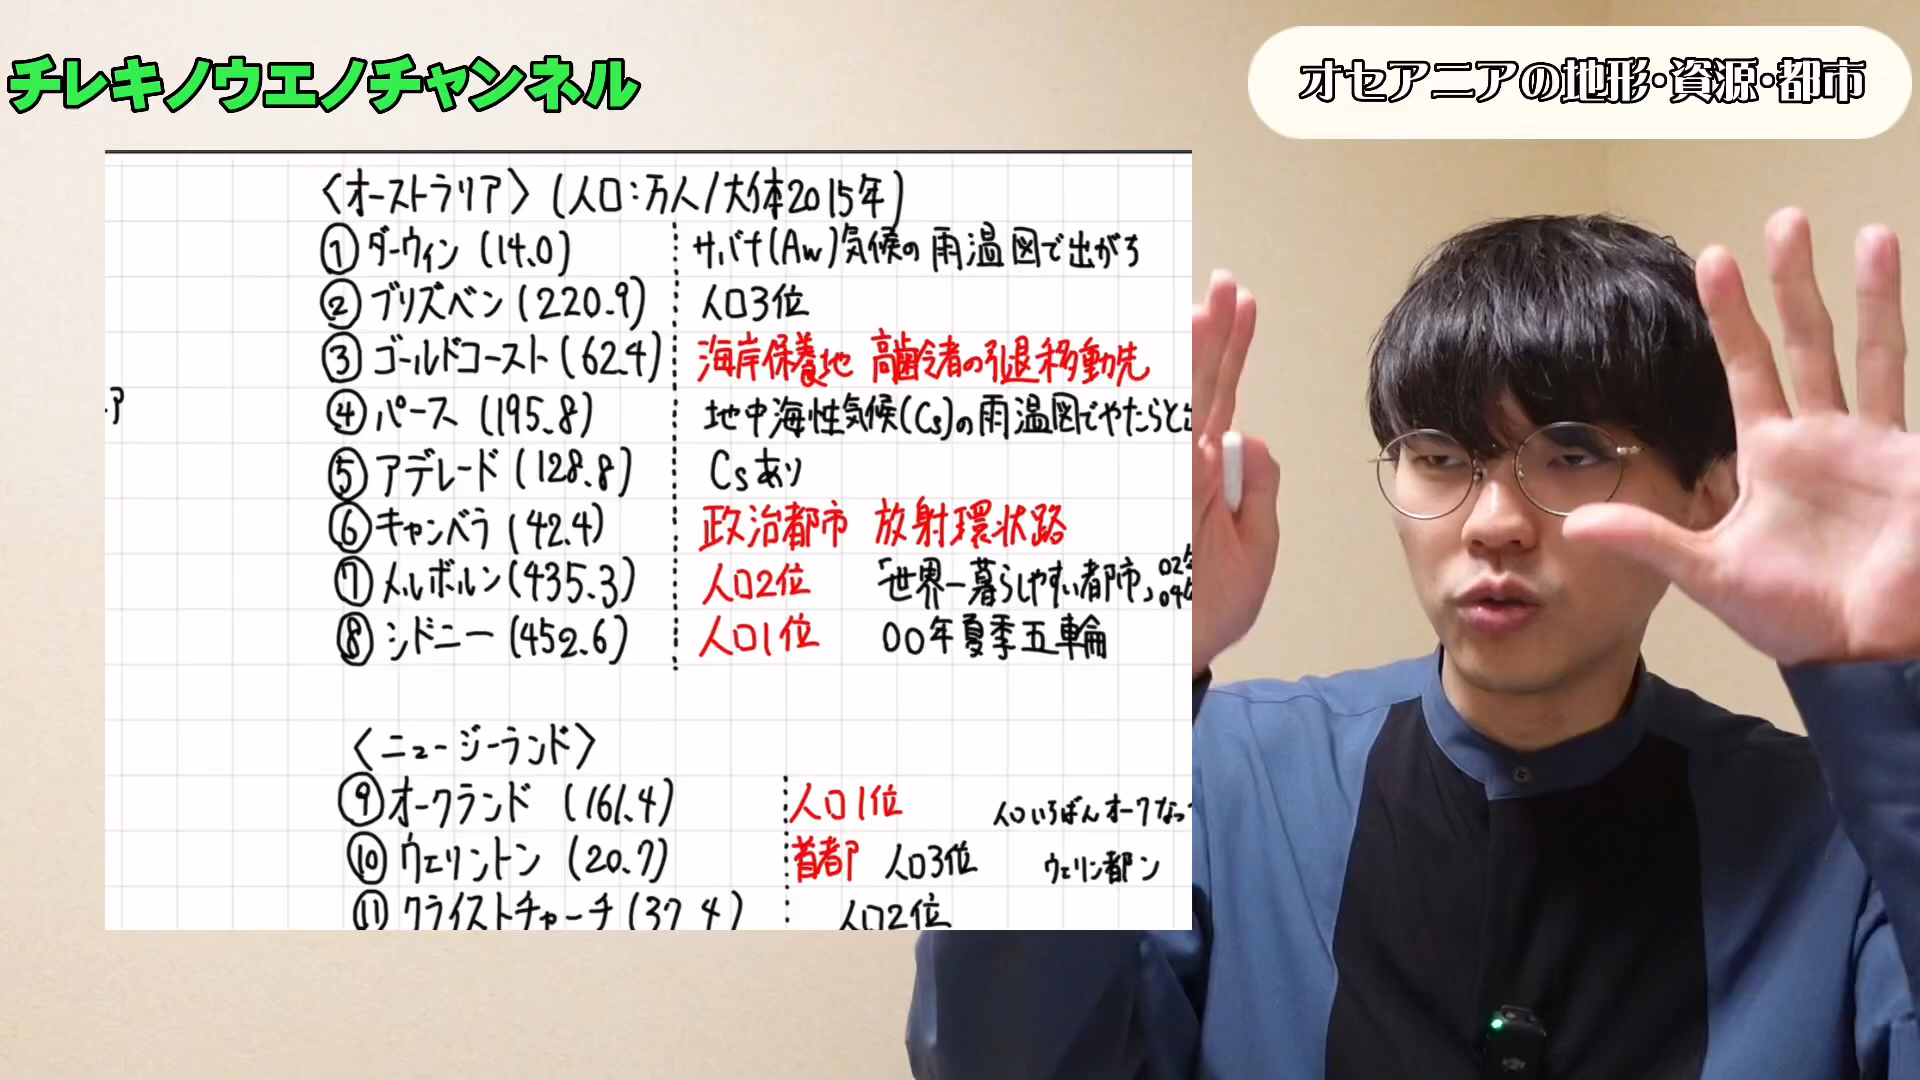 チレキノウエノチャンネル
オセアニアの地形・資源・都市
〈オーストラリア〉(人口:万人/大体2015年)
①ダーウィン(14.0) サバナ(Aw)気候の雨温図で出がち
②ブリズベン(220.9) 人口3位
③ゴールドコースト(62.4) 海岸保養地 高齢者の引退移動先
④パース(195.8) 地中海性気候(Cs)の雨温図でやたらと
⑤アデレード(128.8) Csあり
⑥キャンベラ(42.4) 政治都市 放射環状路
⑦メルボルン(435.3) 人口2位 「世界一暮らしやすい都市」02 04
⑧シドニー(452.6) 人口1位 00年夏季五輪
〈ニュージーランド〉
⑨オークランド(161.4) 人口1位 人口いちばんオークなっ
⑩ウェリントン(20.7) 首都 人口3位 ウェリン都ン
⑪クライストチャーチ(37.4) 人口2位